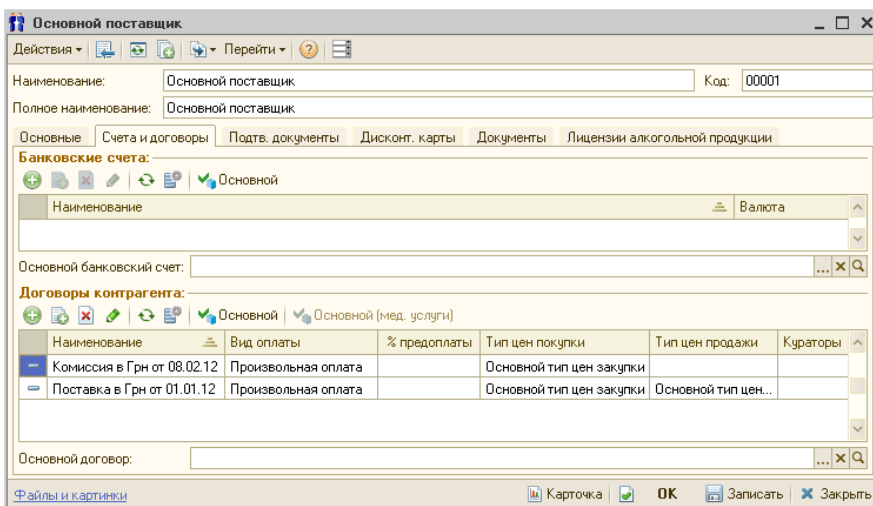 Основной поставщик
Действия Перейти
Наименование: Основной поставщик Код: 00001
Полное наименование: Основной поставщик
Основные Счета и договоры Подтв. документы Дисконт. карты Документы Лицензии алкогольной продукции
Банковские счета:
Основной
Наименование Валюта
Основной банковский счет:
Договоры контрагента:
Основной Основной (мед. услуги)
Наименование Вид оплаты % предоплаты Тип цен покупки Тип цен продажи Кураторы
Комиссия в Грн от 08.02.12 Произвольная оплата Основной тип цен закупки
Поставка в Грн от 01.01.12 Произвольная оплата Основной тип цен закупки Основной тип цен...
Основной договор:
Файлы и картинки Карточка OK Записать Закрыть